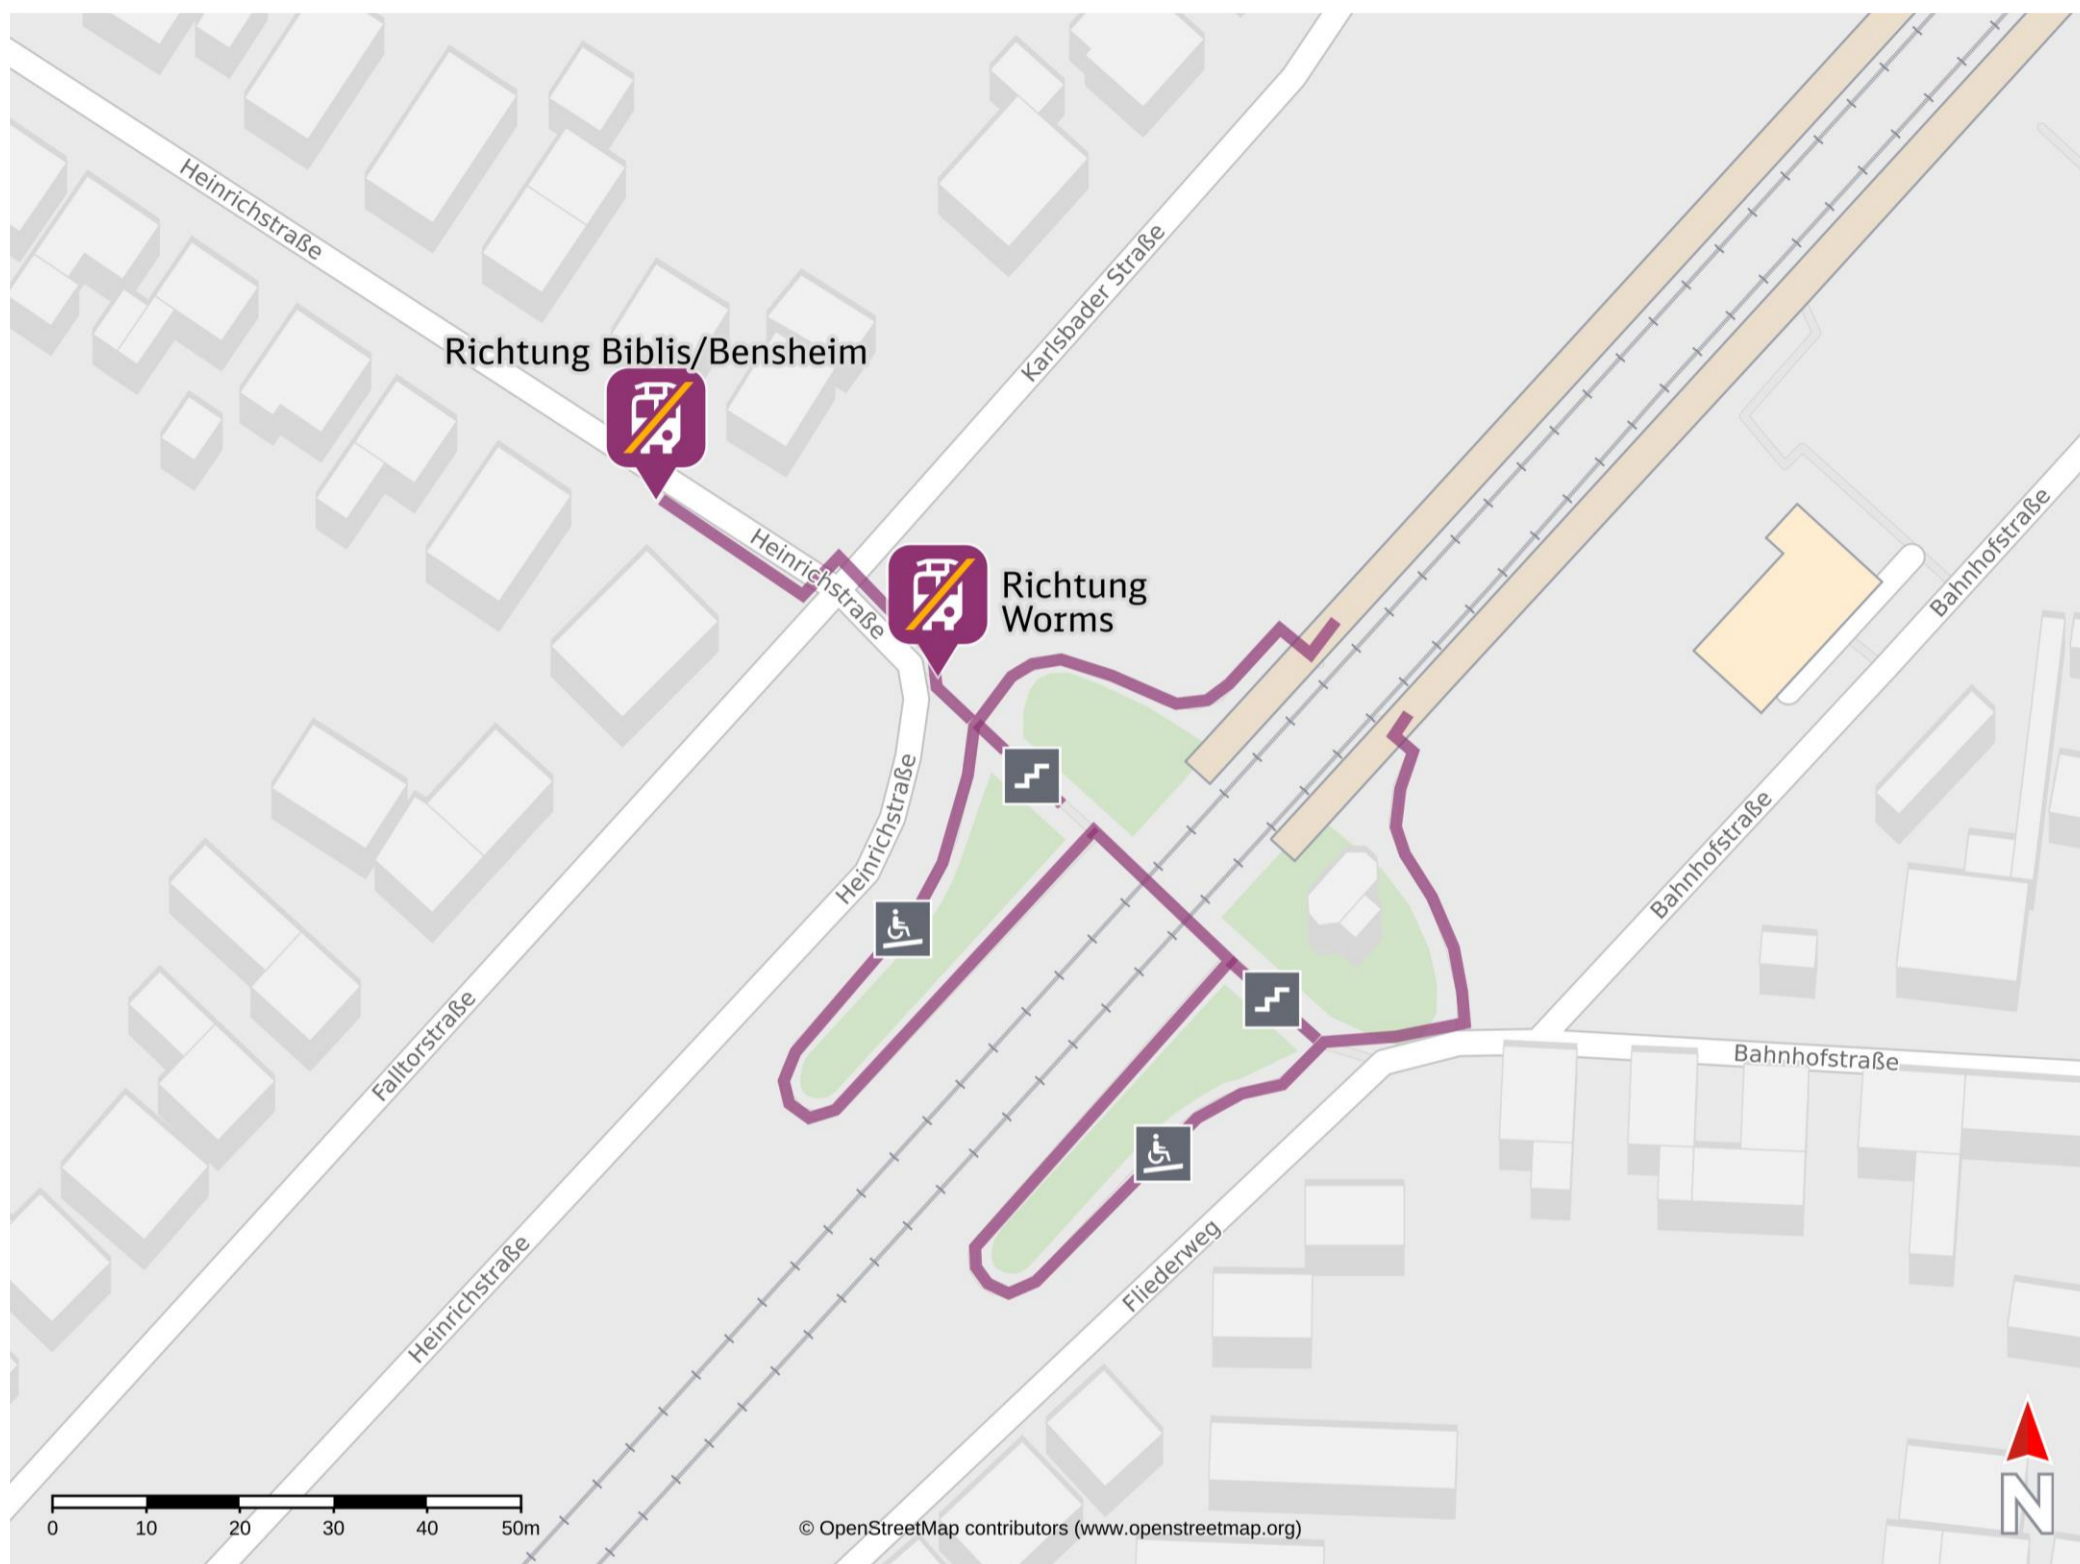 Heinrichstraße
Karlsbader Straße
Richtung Biblis/Bensheim
Heinrichstraße
Richtung
Worms
Bahnhofstraße
Heinrichstraße
Bahnhofstraße
Falltorstraße
Bahnhofstraße
Heinrichstraße
Fliederweg
N
0 10 20 30 40 50m
© OpenStreetMap contributors (www.openstreetmap.org)